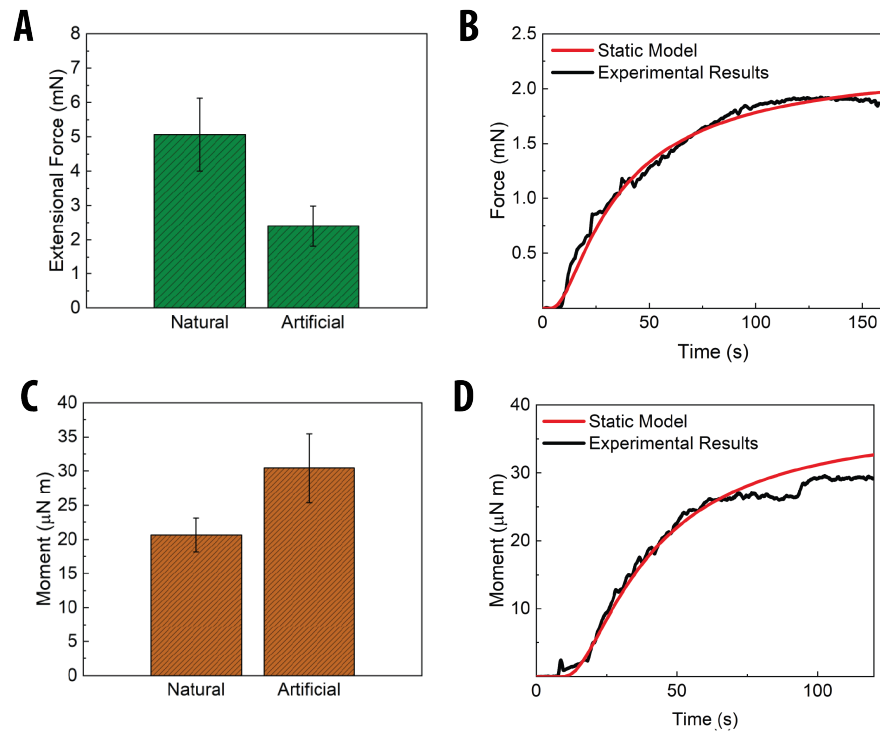 A
Extensional Force (mN)
8
7
6
5
4
3
2
1
0
Natural Artificial
B
Force (mN)
2.5
2.0
1.5
1.0
0.5
Static Model
Experimental Results
0 50 100 150
Time (s)
C
Moment (μN m)
40
35
30
25
20
15
10
5
0
Natural Artificial
D
Moment (μN m)
40
30
20
10
Static Model
Experimental Results
0 50 100
Time (s)